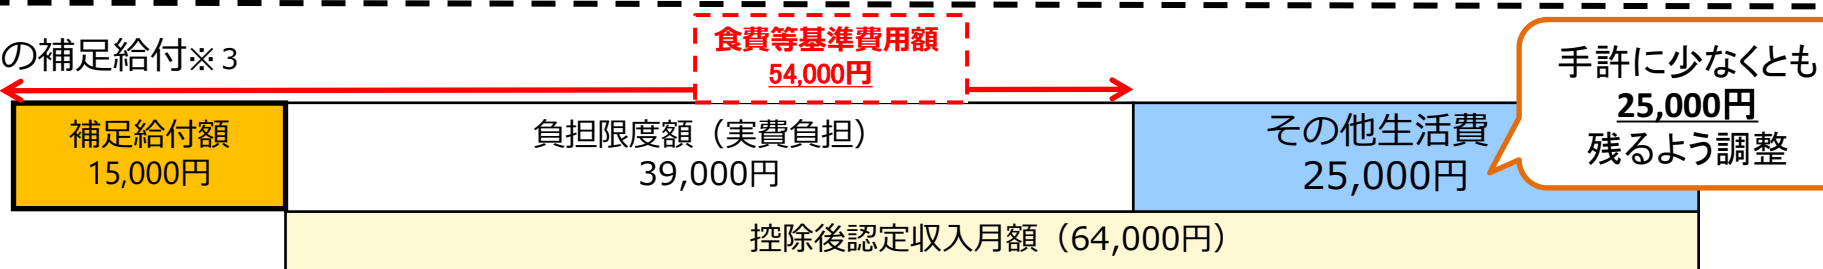 の補足給付※3
食費等基準費用額
54,000円
手許に少なくとも
25,000円
残るよう調整
補足給付額
15,000円
負担限度額（実費負担）
39,000円
その他生活費
25,000円
控除後認定収入月額（64,000円）